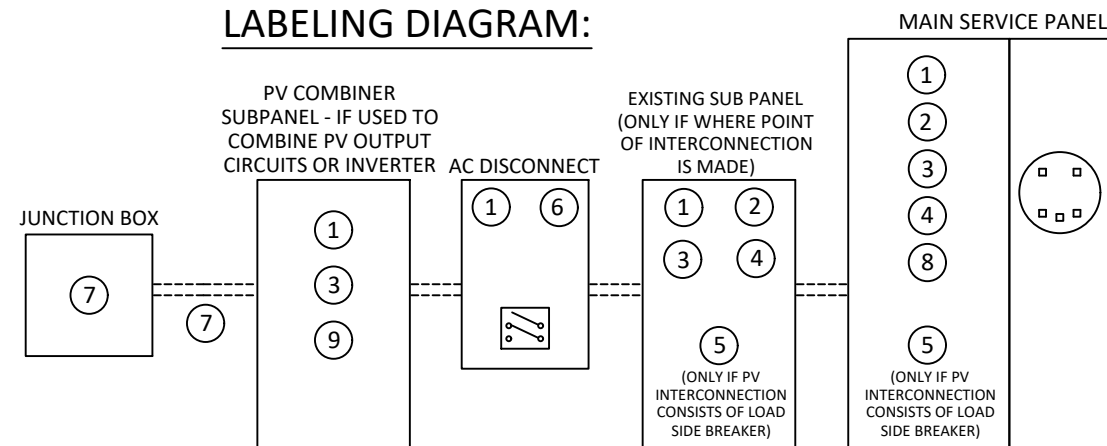 LABELING DIAGRAM:
MAIN SERVICE PANEL
PV COMBINER
SUBPANEL - IF USED TO
COMBINE PV OUTPUT
CIRCUITS OR INVERTER
AC DISCONNECT
EXISTING SUB PANEL
(ONLY IF WHERE POINT
OF INTERCONNECTION
IS MADE)
JUNCTION BOX
7
7
1
3
9
1 6
1 2
3 4
5
(ONLY IF PV
INTERCONNECTION
CONSISTS OF LOAD
SIDE BREAKER)
1
2
3
4
8
5
(ONLY IF PV
INTERCONNECTION
CONSISTS OF LOAD
SIDE BREAKER)